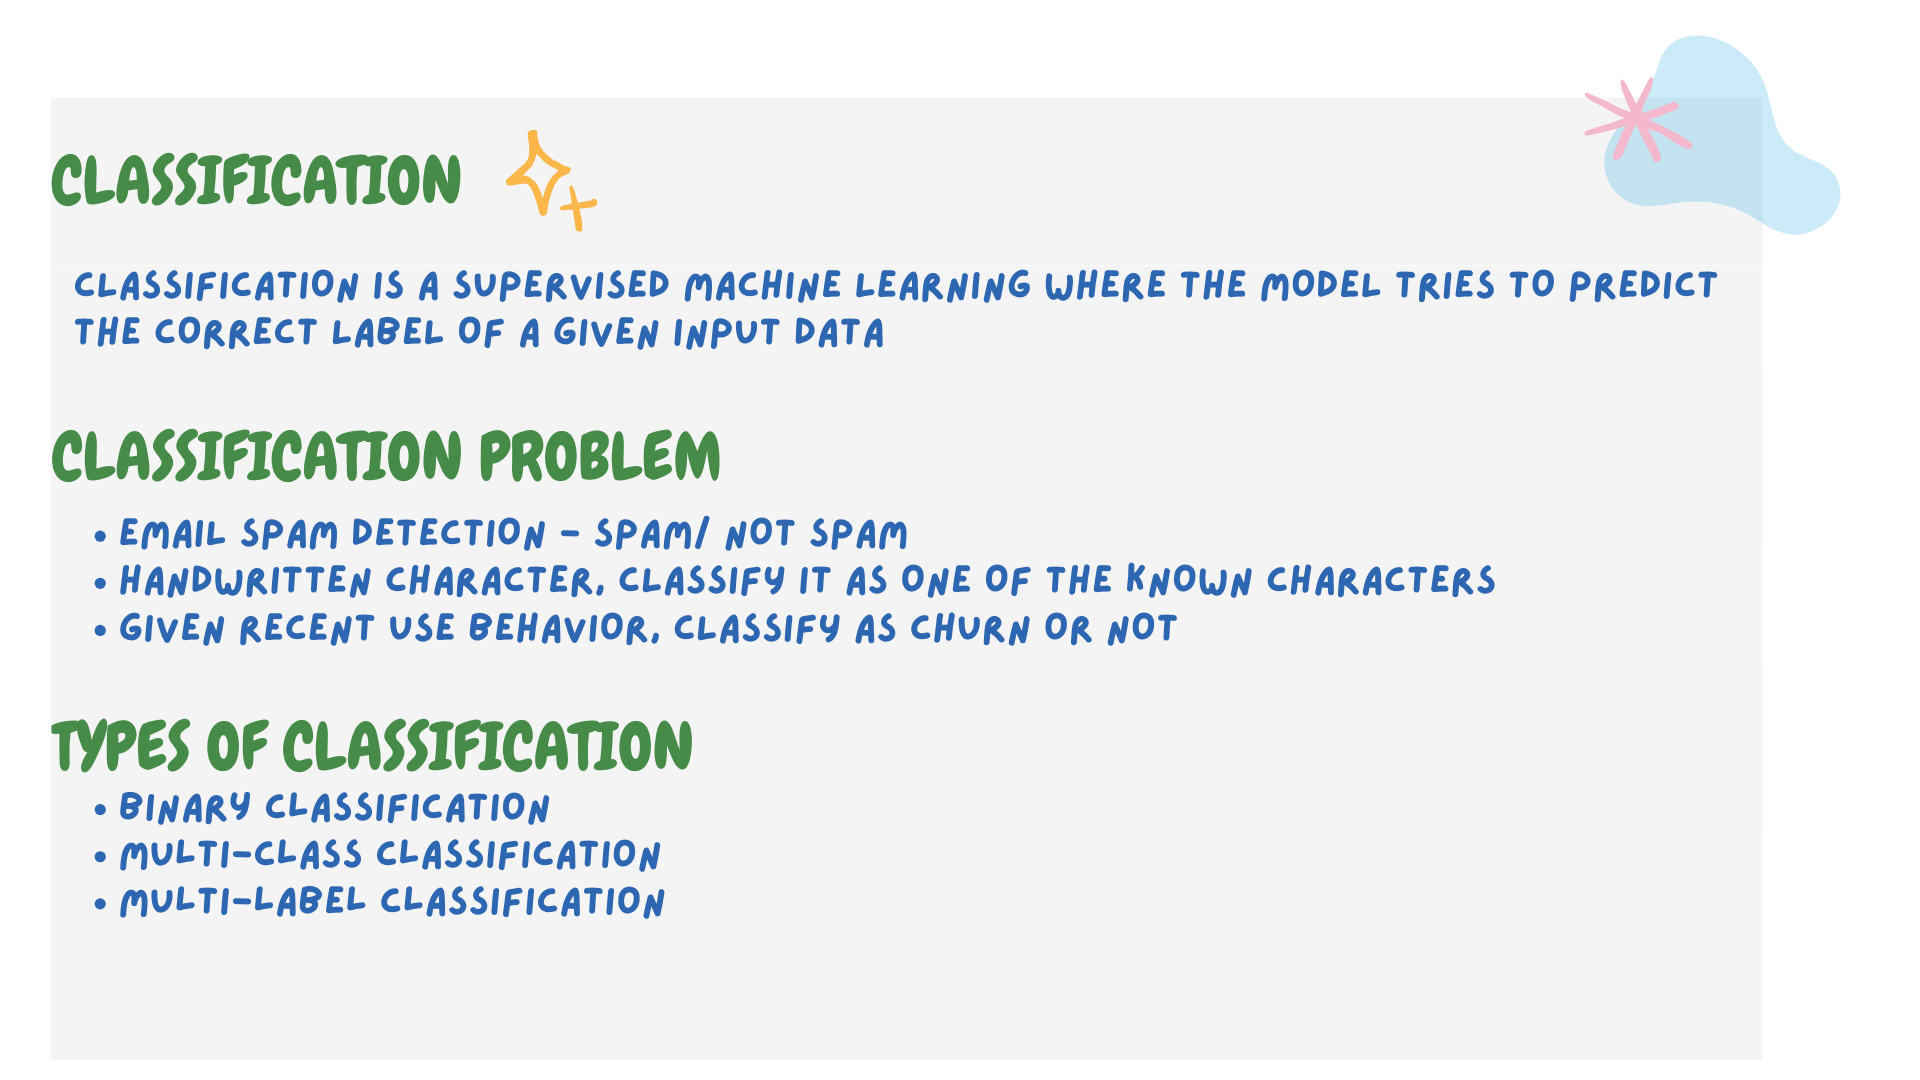 CLASSIFICATION
CLASSIFICATION IS A SUPERVISED MACHINE LEARNING WHERE THE MODEL TRIES TO PREDICT
THE CORRECT LABEL OF A GIVEN INPUT DATA
CLASSIFICATION PROBLEM
• EMAIL SPAM DETECTION - SPAM/ NOT SPAM
• HANDWRITTEN CHARACTER, CLASSIFY IT AS ONE OF THE KNOWN CHARACTERS
• GIVEN RECENT USE BEHAVIOR, CLASSIFY AS CHURN OR NOT
TYPES OF CLASSIFICATION
• BINARY CLASSIFICATION
• MULTI-CLASS CLASSIFICATION
• MULTI-LABEL CLASSIFICATION